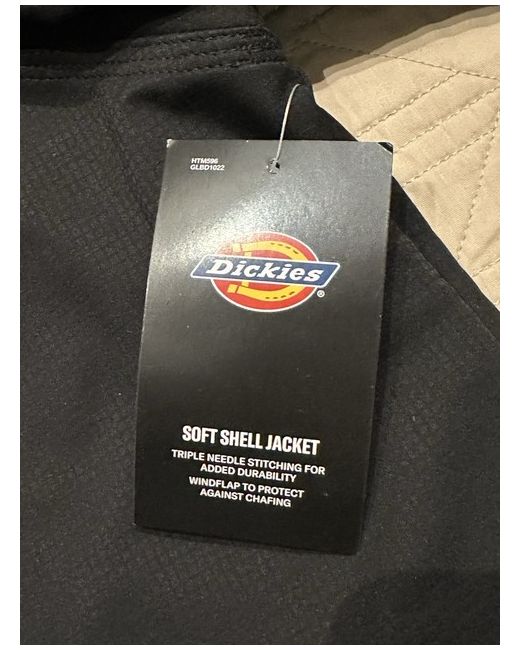 HTM596
GLBD1022
Dickies
®
SOFT SHELL JACKET
TRIPLE NEEDLE STITCHING FOR
ADDED DURABILITY
WINDFLAP TO PROTECT
AGAINST CHAFING